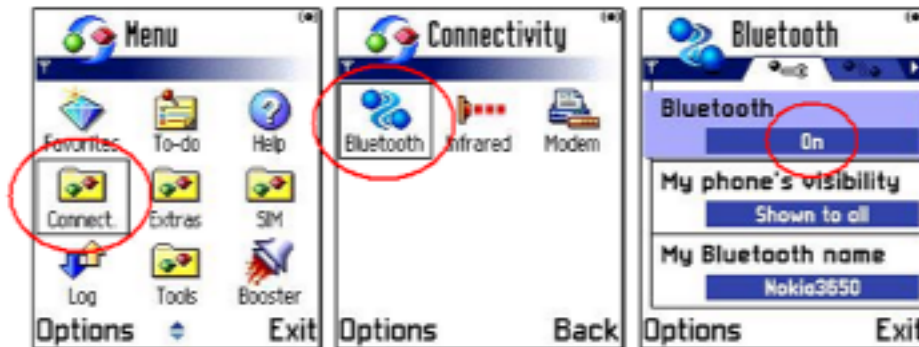 Menu
Favorites To-do Help
Connect. Extras SIM
Log Tools Booster
Options Exit
Connectivity
Bluetooth Infrared Modem
Options Back
Bluetooth
Bluetooth
On
My phone's visibility
Shown to all
My Bluetooth name
Nokia3650
Options Exit